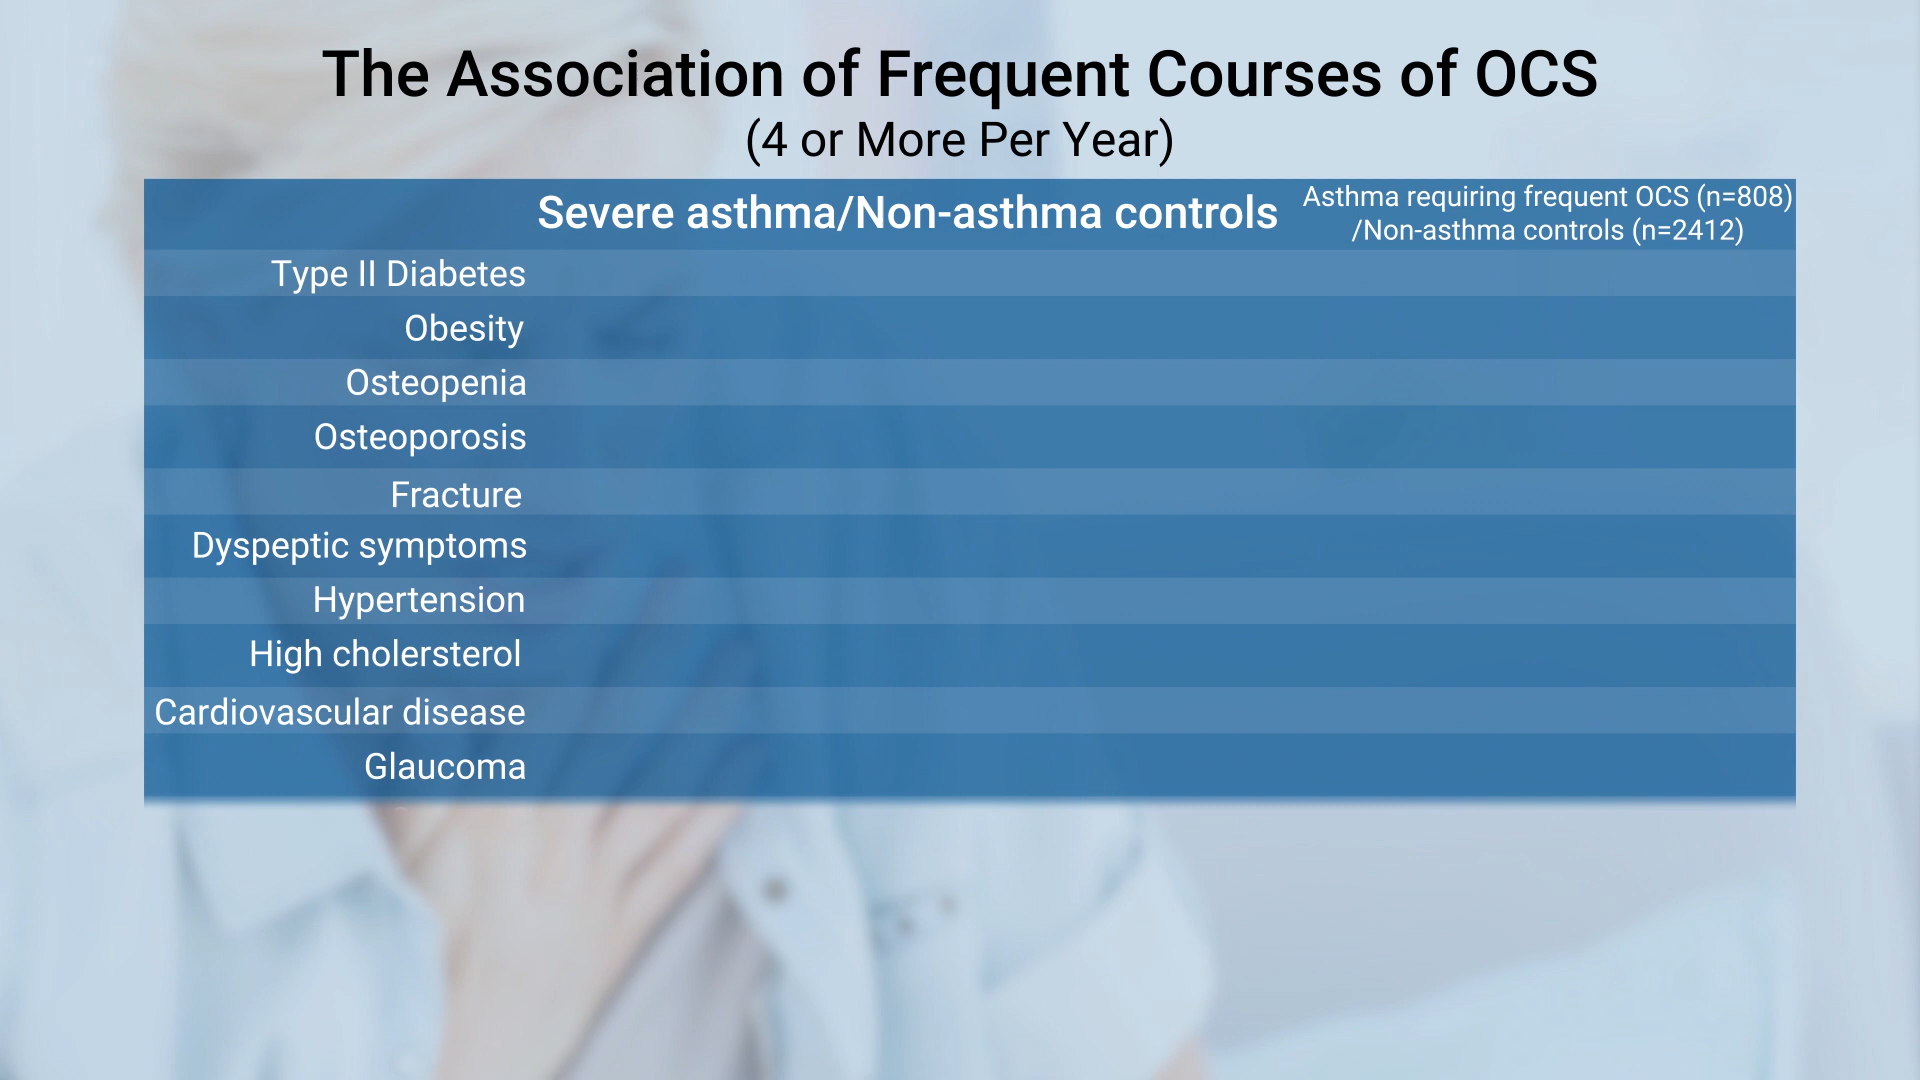 The Association of Frequent Courses of OCS
(4 or More Per Year)
Severe asthma/Non-asthma controls
Asthma requiring frequent OCS (n=808)
/Non-asthma controls (n=2412)
Type II Diabetes
Obesity
Osteopenia
Osteoporosis
Fracture
Dyspeptic symptoms
Hypertension
High cholersterol
Cardiovascular disease
Glaucoma